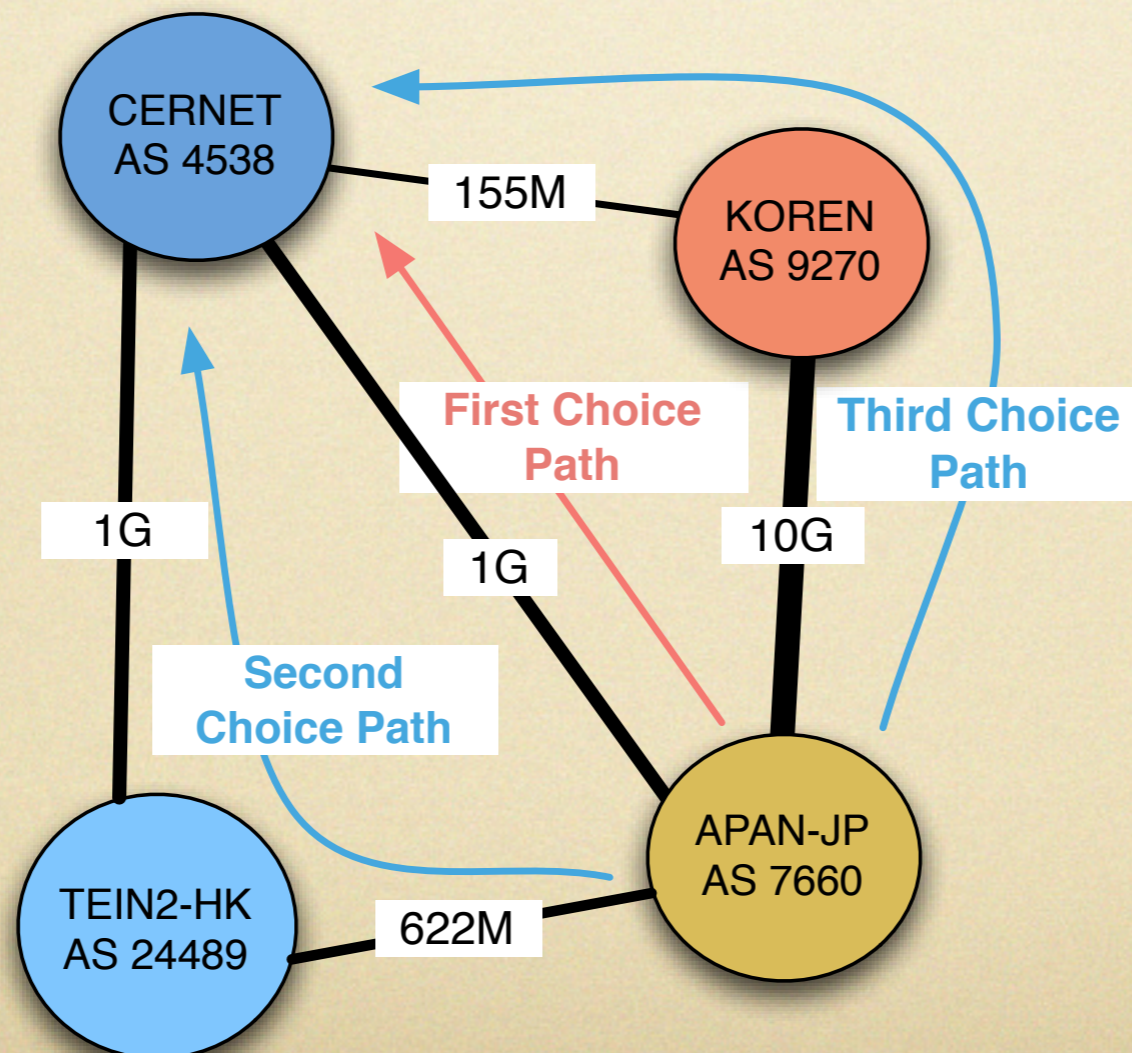 CERNET
AS 4538
155M
KOREN
AS 9270
First Choice
Path
Third Choice
Path
1G
1G
10G
Second
Choice Path
APAN-JP
AS 7660
TEIN2-HK
AS 24489
622M